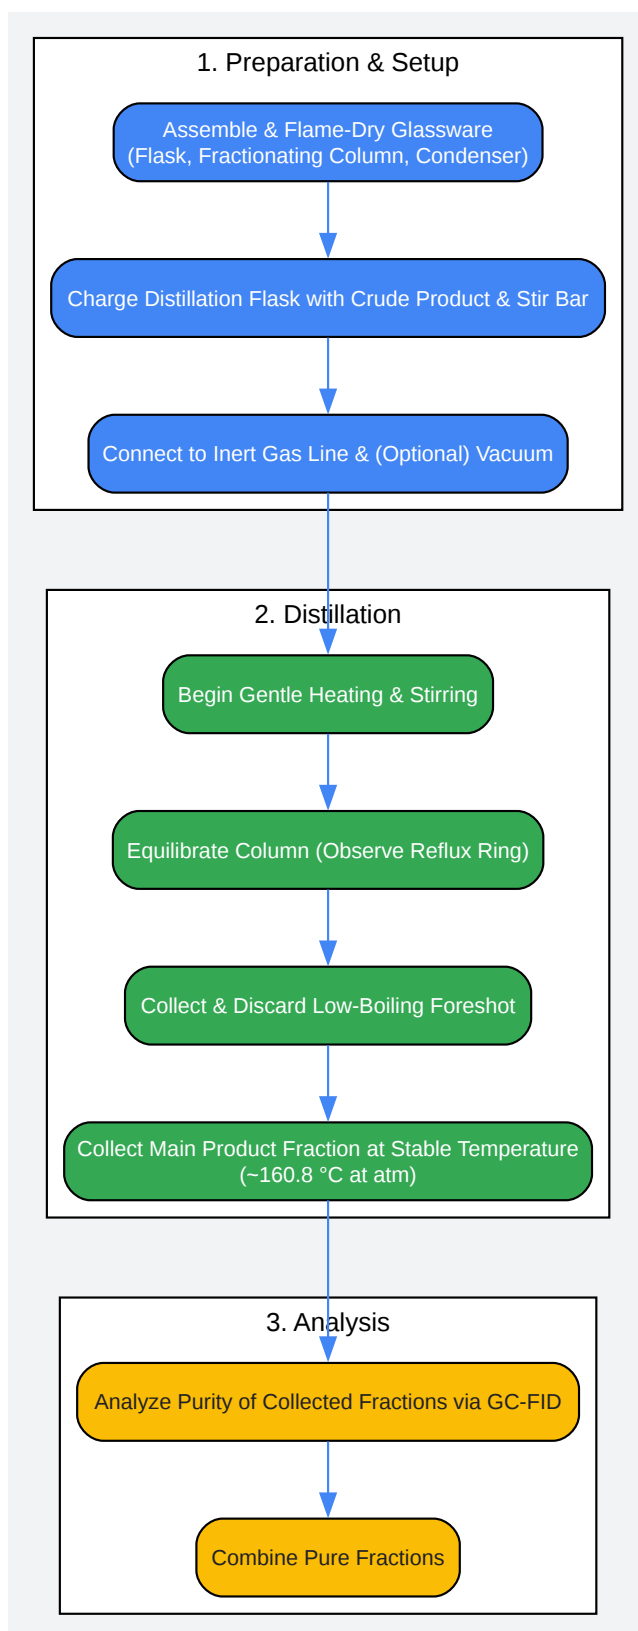 1. Preparation & Setup
Assemble & Flame-Dry Glassware
(Flask, Fractionating Column, Condenser)
Charge Distillation Flask with Crude Product & Stir Bar
Connect to Inert Gas Line & (Optional) Vacuum
2. Distillation
Begin Gentle Heating & Stirring
Equilibrate Column (Observe Reflux Ring)
Collect & Discard Low-Boiling Foreshot
Collect Main Product Fraction at Stable Temperature
(~160.8 °C at atm)
3. Analysis
Analyze Purity of Collected Fractions via GC-FID
Combine Pure Fractions